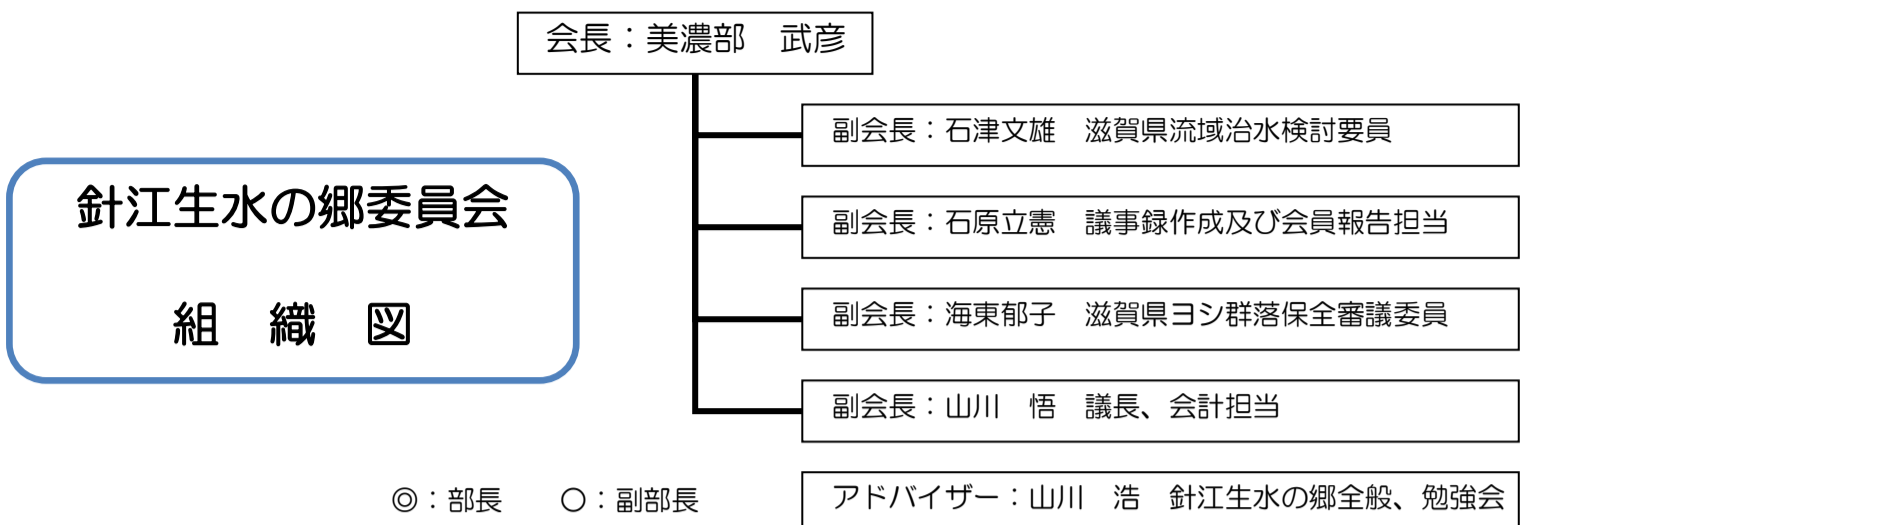 会長：美濃部　武彦
副会長：石津文雄　滋賀県流域治水検討要員
針江生水の郷委員会
組　織　図
副会長：石原立憲　議事録作成及び会員報告担当
副会長：海東郁子　滋賀県ヨシ群落保全審議委員
副会長：山川　悟　議長、会計担当
◎：部長　　〇：副部長
アドバイザー：山川　浩　針江生水の郷全般、勉強会